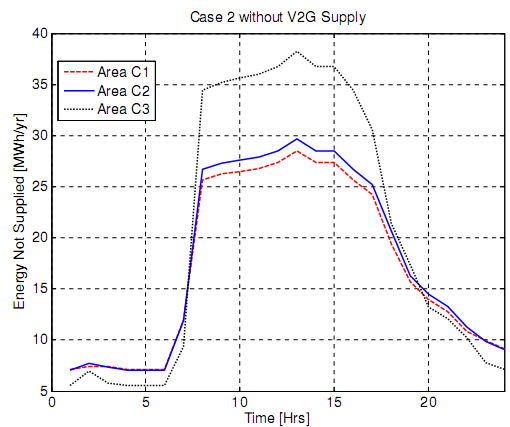 Case 2 without V2G Supply
40
35
30
25
20
15
10
5
Energy Not Supplied [MWh/yr]
Area C1
Area C2
Area C3
0 5 10 15 20
Time [Hrs]